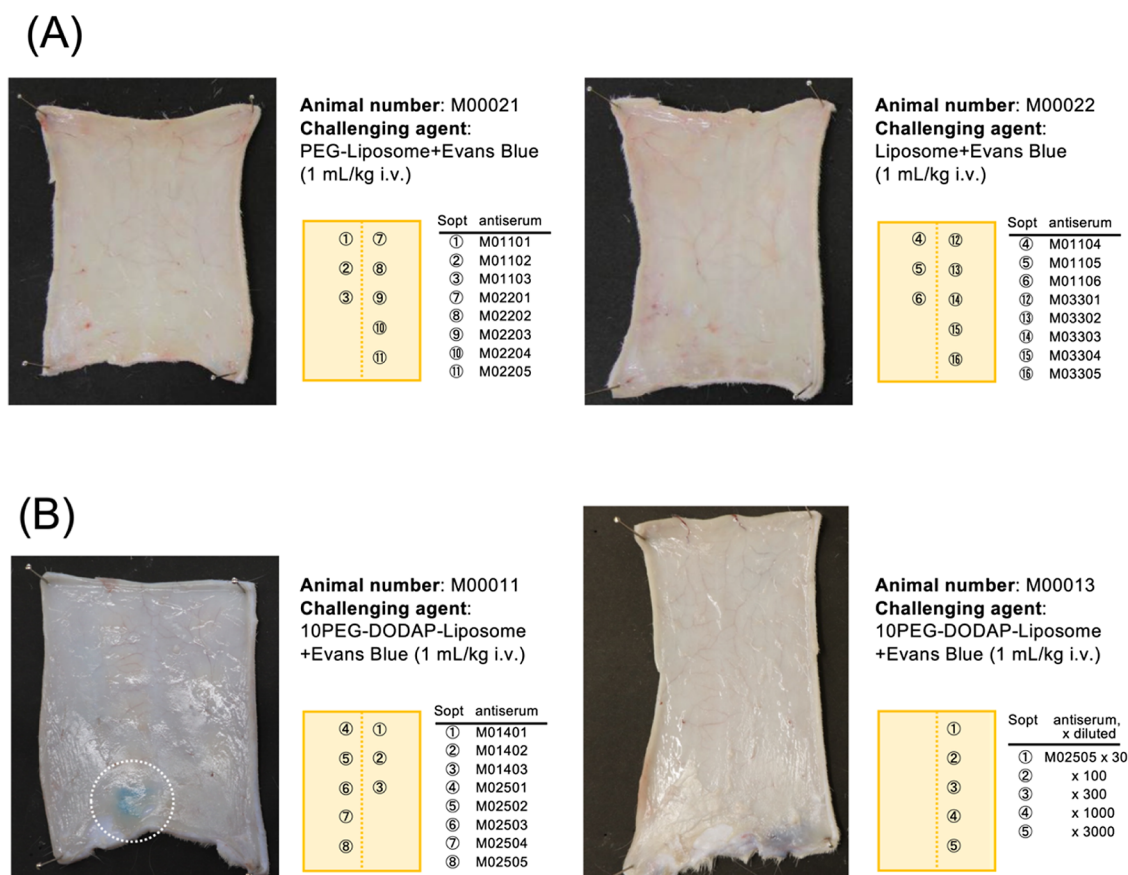 (A)
Animal number: M00021
Challenging agent:
PEG-Liposome+Evans Blue
(1 mL/kg i.v.)
① ⑦
② ⑧
③ ⑨
⑩
⑪
Sopt antiserum
① M01101
② M01102
③ M01103
⑦ M02201
⑧ M02202
⑨ M02203
⑩ M02204
⑪ M02205
Animal number: M00022
Challenging agent:
Liposome+Evans Blue
(1 mL/kg i.v.)
④ ⑫
⑤ ⑬
⑥ ⑭
⑮
⑯
Sopt antiserum
④ M01104
⑤ M01105
⑥ M01106
⑫ M03301
⑬ M03302
⑭ M03303
⑮ M03304
⑯ M03305
(B)
Animal number: M00011
Challenging agent:
10PEG-DODAP-Liposome
+Evans Blue (1 mL/kg i.v.)
④ ①
⑤ ②
⑥ ③
⑦
⑧
Sopt antiserum
① M01401
② M01402
③ M01403
④ M02501
⑤ M02502
⑥ M02503
⑦ M02504
⑧ M02505
Animal number: M00013
Challenging agent:
10PEG-DODAP-Liposome
+Evans Blue (1 mL/kg i.v.)
①
②
③
④
⑤
Sopt antiserum,
x diluted
① M02505 x 30
② x 100
③ x 300
④ x 1000
⑤ x 3000